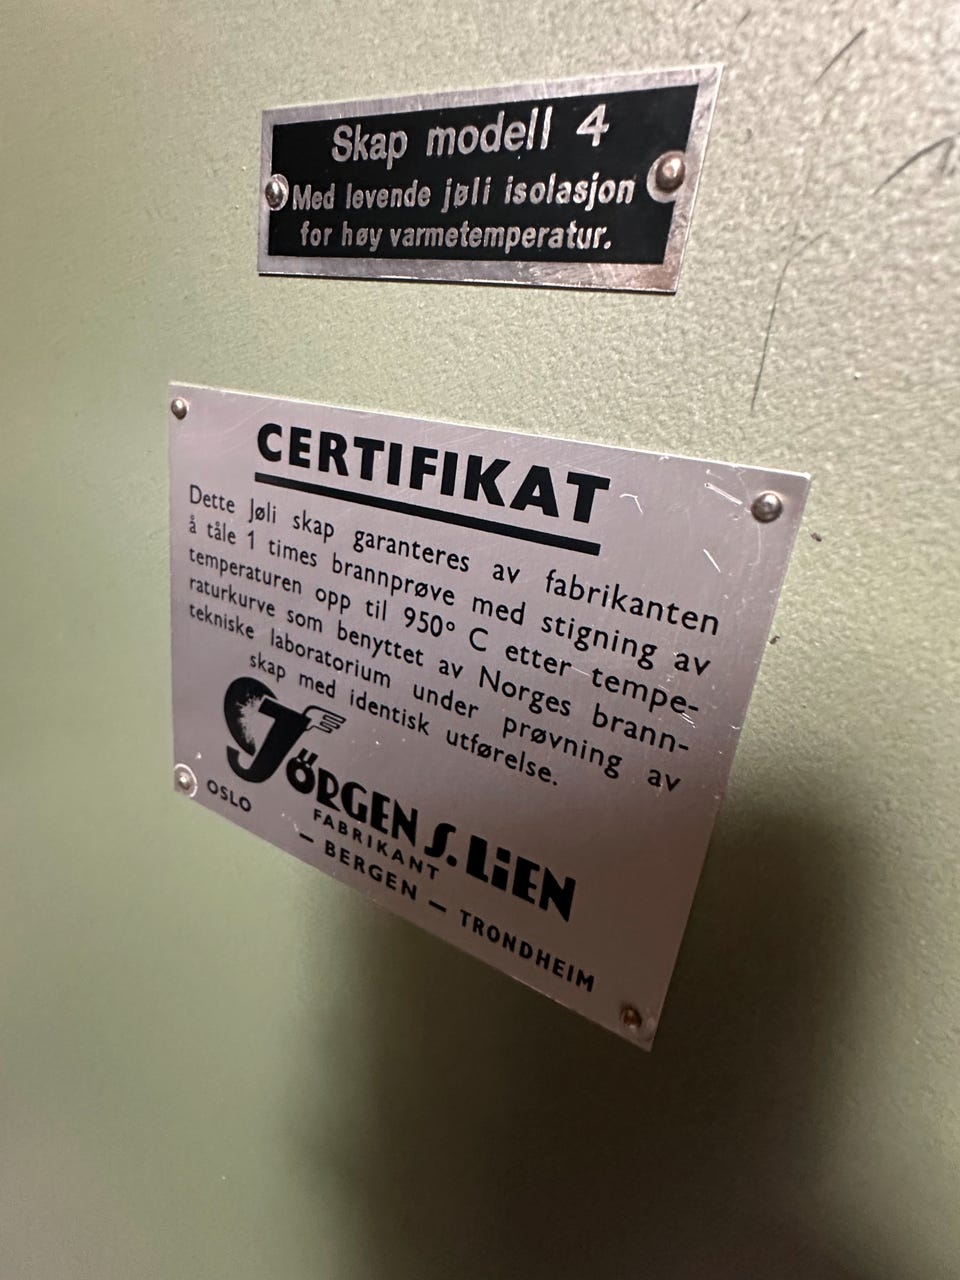 Skap modell 4
Med levende jøli isolasjon
for høy varmetemperatur.
CERTIFIKAT
Dette Jøli skap garanteres av fabrikanten
å tåle 1 times brannprøve med stigning av
temperaturen opp til 950° C etter tempe-
raturkurve som benyttet av Norges brann-
tekniske laboratorium under prøvning av
skap med identisk utførelse.
JÖRGEN S. LIEN
FABRIKANT
OSLO — BERGEN — TRONDHEIM